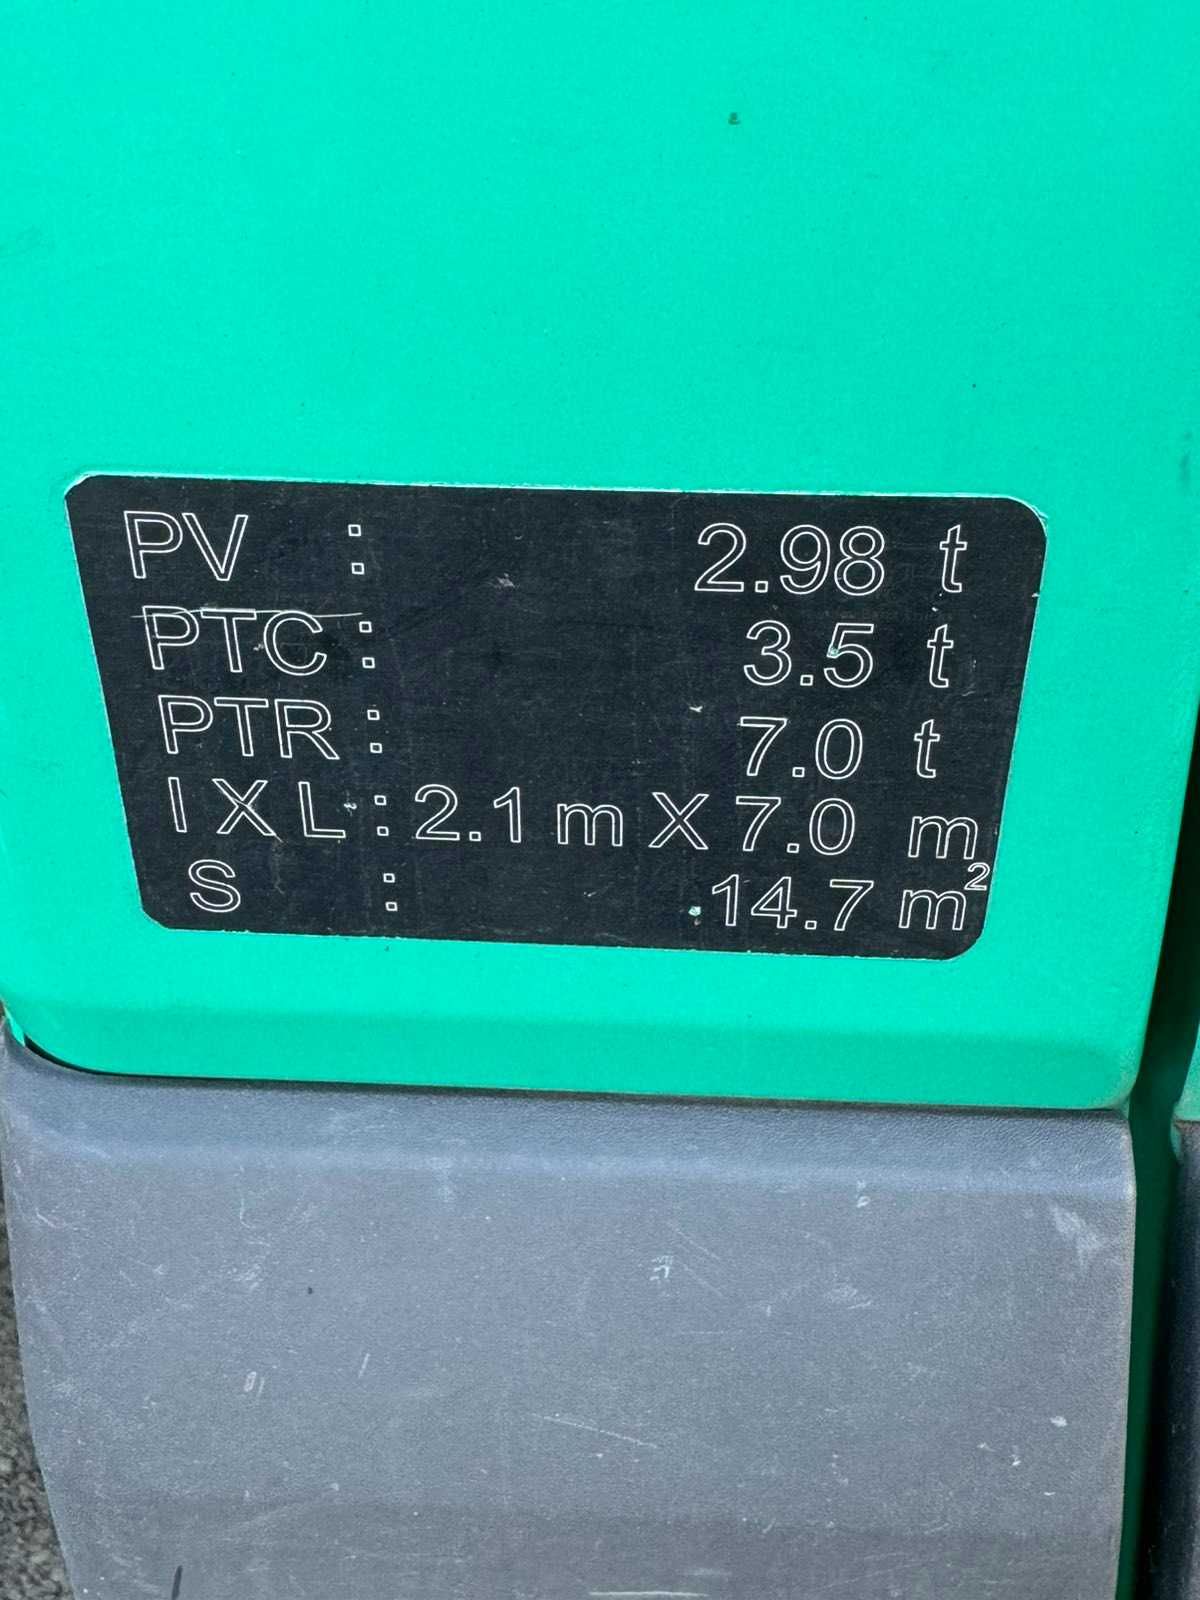 PV : 2.98 t
PTC : 3.5 t
PTR : 7.0 t
I X L : 2.1 m X 7.0 m
S : 14.7 m²